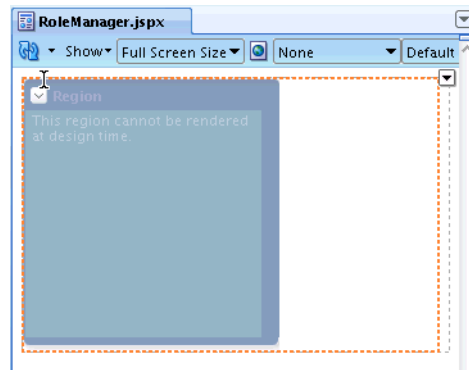 RoleManager.jspx
Show Full Screen Size None Default
Region
This region cannot be rendered
at design time.